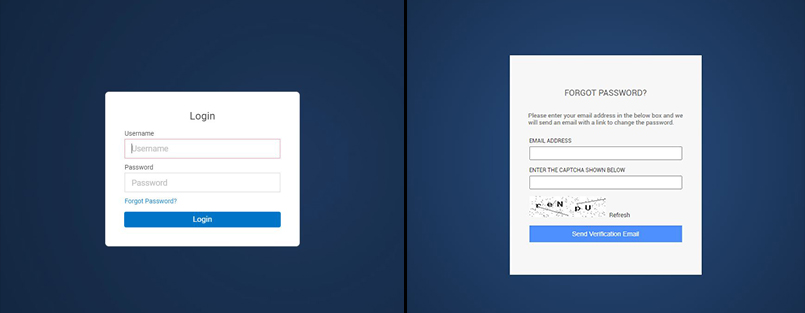 Login
Username
Username
Password
Password
Forgot Password?
Login
FORGOT PASSWORD?
Please enter your email address in the below box and we
will send an email with a link to change the password.
EMAIL ADDRESS
ENTER THE CAPTCHA SHOWN BELOW
reN PU
Refresh
Send Verification Email